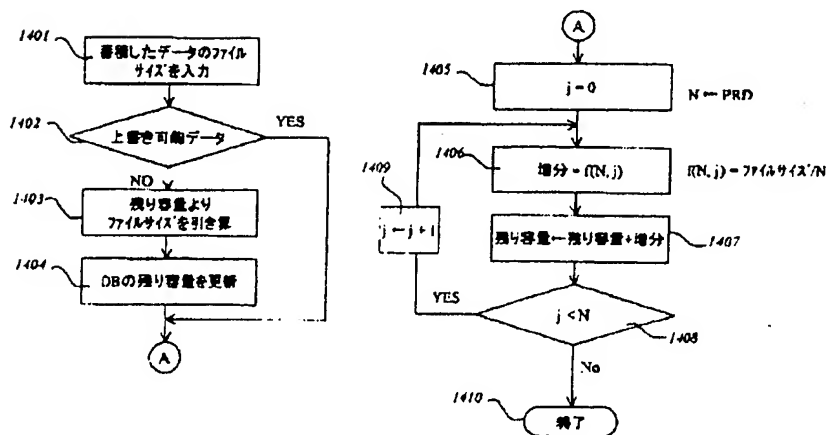 1401
蓄積したデータのファイル
サイズを入力
1402
上書き可能データ
YES
NO
1403
残り容量より
ファイルサイズを引き算
1404
DBの残り容量を更新
A
A
1405
j = 0
N ← PRD
1406
増分 = f(N, j)
f(N, j) = ファイルサイズ/N
1409
j ← j + 1
残り容量 ← 残り容量 + 増分
1407
YES
j < N
1408
No
1410
終了